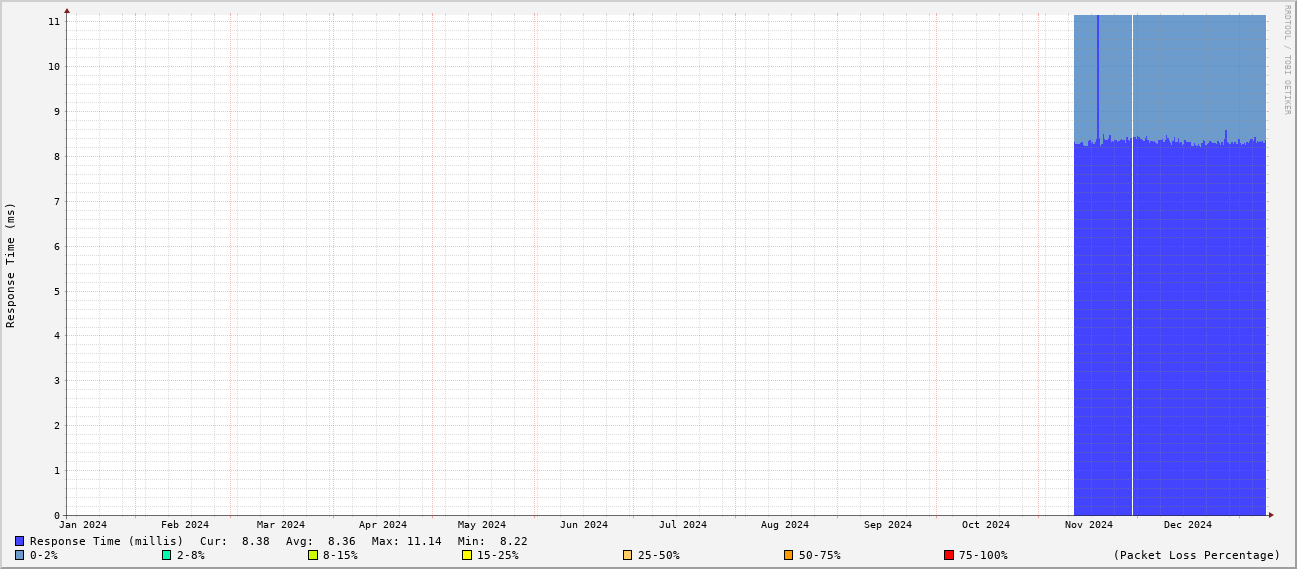 RRDTOOL / TOBI OETIKER
Response Time (ms)
11
10
9
8
7
6
5
4
3
2
1
0
Jan 2024 Feb 2024 Mar 2024 Apr 2024 May 2024 Jun 2024 Jul 2024 Aug 2024 Sep 2024 Oct 2024 Nov 2024 Dec 2024
Response Time (millis) Cur: 8.38 Avg: 8.36 Max: 11.14 Min: 8.22
0-2% 2-8% 8-15% 15-25% 25-50% 50-75% 75-100% (Packet Loss Percentage)